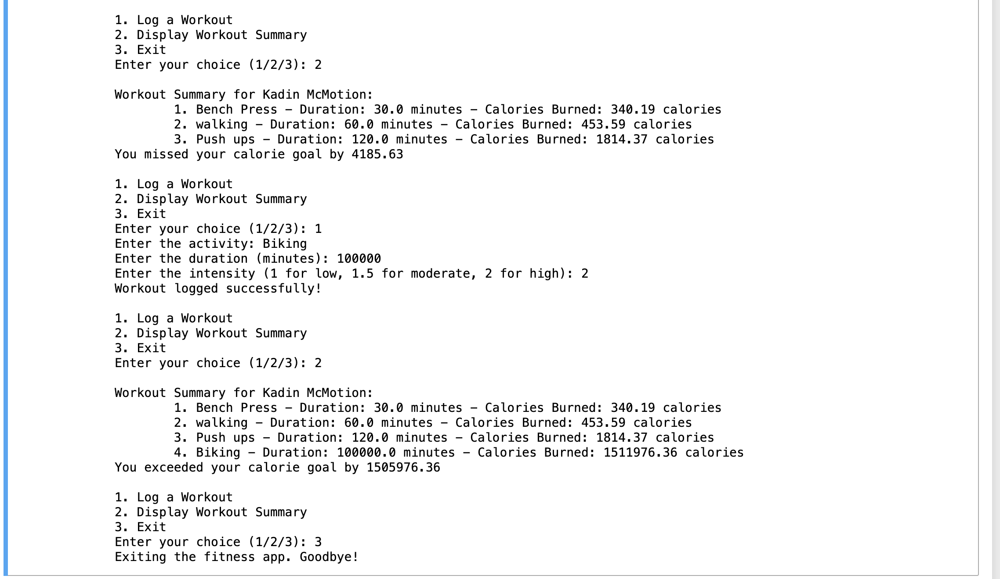 1. Log a Workout
2. Display Workout Summary
3. Exit
Enter your choice (1/2/3): 2
Workout Summary for Kadin McMotion:
1. Bench Press – Duration: 30.0 minutes – Calories Burned: 340.19 calories
2. walking – Duration: 60.0 minutes – Calories Burned: 453.59 calories
3. Push ups – Duration: 120.0 minutes – Calories Burned: 1814.37 calories
You missed your calorie goal by 4185.63
1. Log a Workout
2. Display Workout Summary
3. Exit
Enter your choice (1/2/3): 1
Enter the activity: Biking
Enter the duration (minutes): 100000
Enter the intensity (1 for low, 1.5 for moderate, 2 for high): 2
Workout logged successfully!
1. Log a Workout
2. Display Workout Summary
3. Exit
Enter your choice (1/2/3): 2
Workout Summary for Kadin McMotion:
1. Bench Press – Duration: 30.0 minutes – Calories Burned: 340.19 calories
2. walking – Duration: 60.0 minutes – Calories Burned: 453.59 calories
3. Push ups – Duration: 120.0 minutes – Calories Burned: 1814.37 calories
4. Biking – Duration: 100000.0 minutes – Calories Burned: 1511976.36 calories
You exceeded your calorie goal by 1505976.36
1. Log a Workout
2. Display Workout Summary
3. Exit
Enter your choice (1/2/3): 3
Exiting the fitness app. Goodbye!